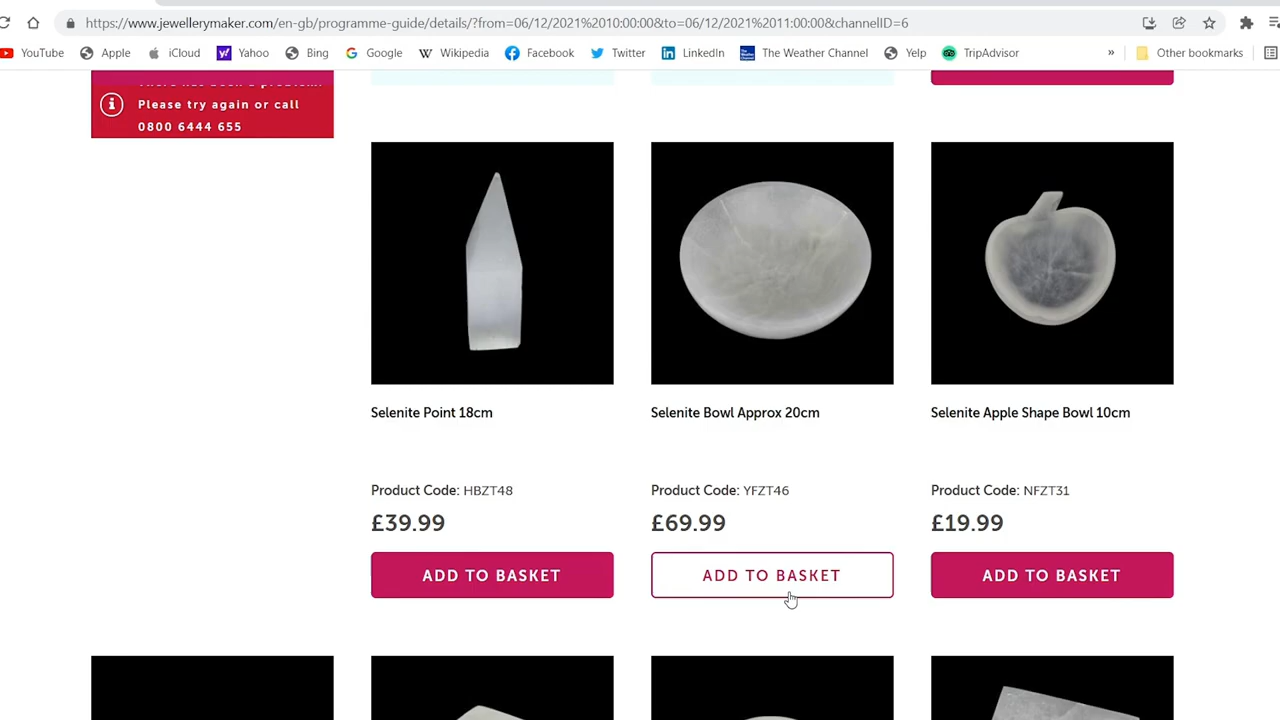 https://www.jewellerymaker.com/en-gb/programme-guide/details/?from=06/12/2021%2010:00:00&to=06/12/2021%2011:00:00&channelID=6
YouTube Apple iCloud Yahoo Bing Google Wikipedia Facebook Twitter LinkedIn The Weather Channel Yelp TripAdvisor » Other bookmarks
Please try again or call
0800 6444 655
Selenite Point 18cm
Product Code: HBZT48
£39.99
ADD TO BASKET
Selenite Bowl Approx 20cm
Product Code: YFZT46
£69.99
ADD TO BASKET
Selenite Apple Shape Bowl 10cm
Product Code: NFZT31
£19.99
ADD TO BASKET